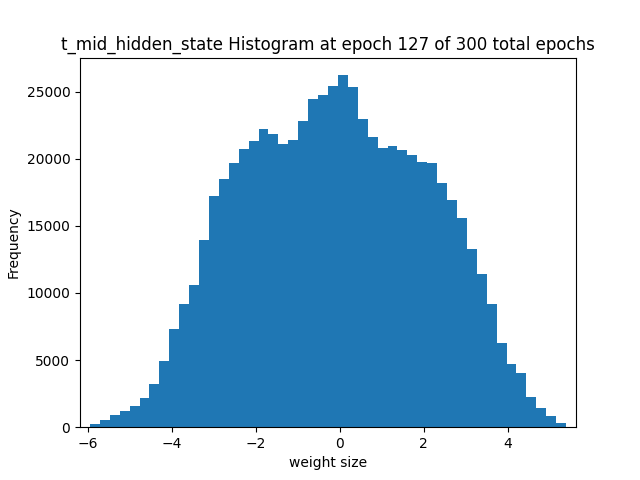 t_mid_hidden_state Histogram at epoch 127 of 300 total epochs
Frequency
25000
20000
15000
10000
5000
0
−6 −4 −2 0 2 4
weight size